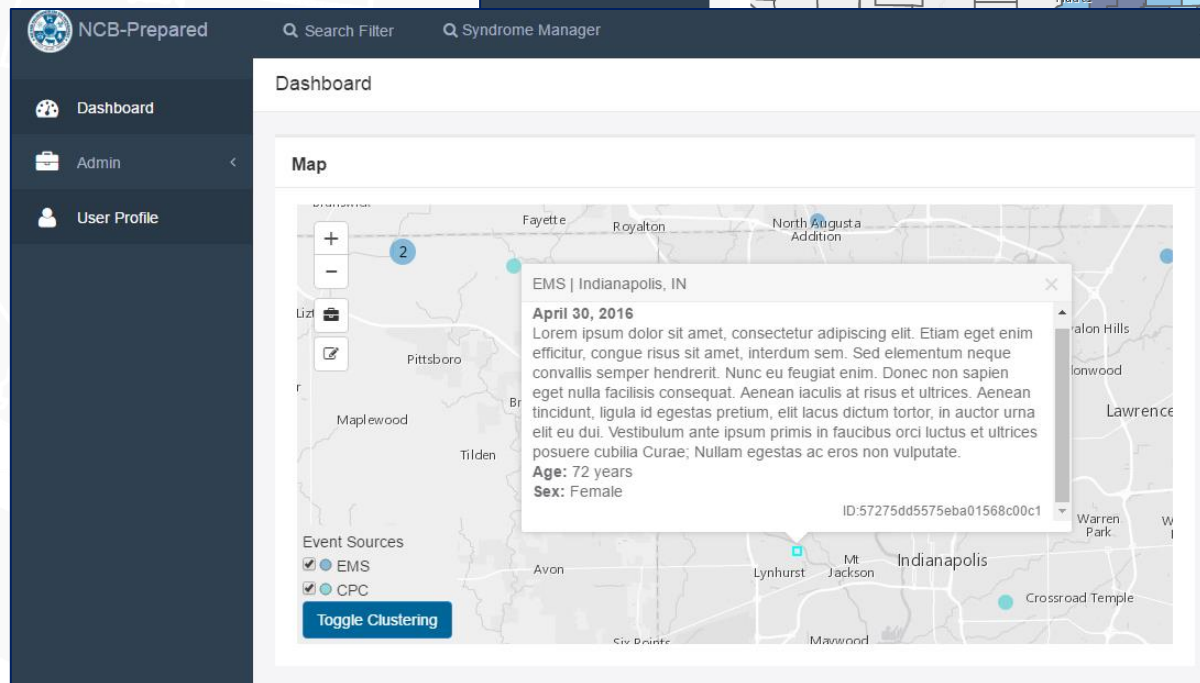 NCB-Prepared
Search Filter
Syndrome Manager
Dashboard
Dashboard
Admin
User Profile
Map
+
−
2
Fayette
Royalton
North Augusta
Addition
Pittsboro
Maplewood
Tilden
Avon
EMS | Indianapolis, IN
×
April 30, 2016
Lorem ipsum dolor sit amet, consectetur adipiscing elit. Etiam eget enim
efficitur, congue risus sit amet, interdum sem. Sed elementum neque
convallis semper hendrerit. Nunc eu feugiat enim. Donec non sapien
eget nulla facilisis consequat. Aenean iaculis at risus et ultrices. Aenean
tincidunt, ligula id egestas pretium, elit lacus dictum tortor, in auctor urna
elit eu dui. Vestibulum ante ipsum primis in faucibus orci luctus et ultrices
posuere cubilia Curae; Nullam egestas ac eros non vulputate.
Age: 72 years
Sex: Female
ID:57275dd5575eba01568c00c1
Lawrence
Warren
Park
Lynhurst
Mt
Jackson
Indianapolis
Crossroad Temple
Six Points
Maywood
Event Sources
EMS
CPC
Toggle Clustering